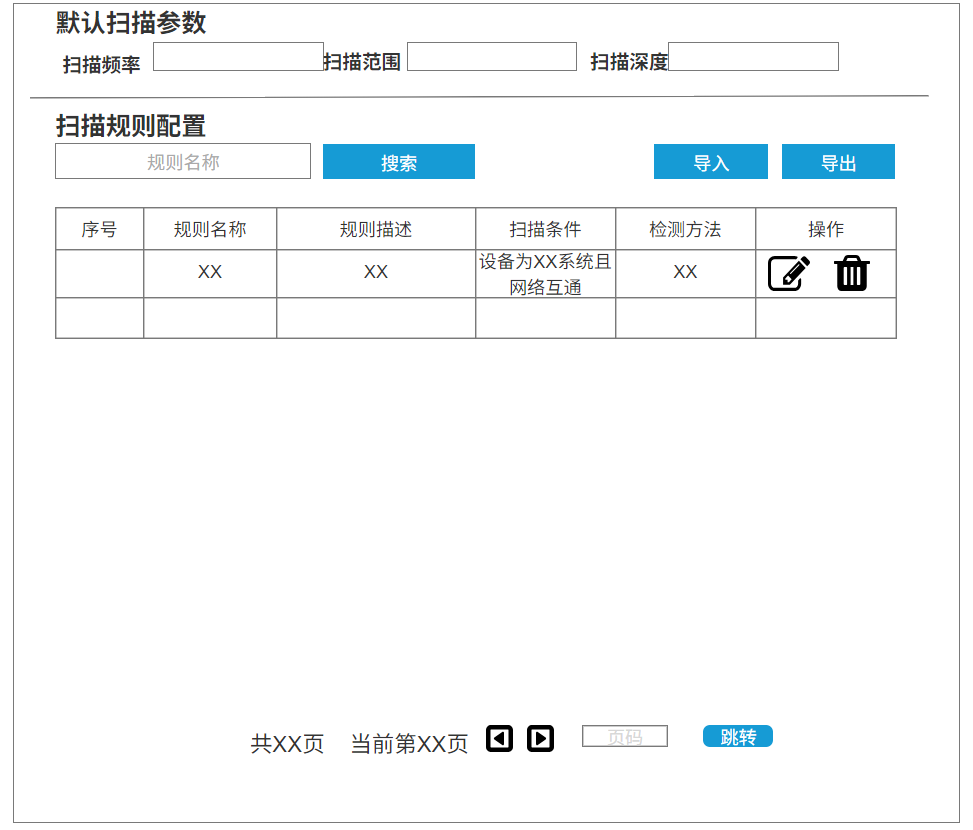 默认扫描参数
扫描频率 扫描范围 扫描深度
扫描规则配置
规则名称 搜索 导入 导出
序号 规则名称 规则描述 扫描条件 检测方法 操作
XX XX 设备为XX系统且 XX
网络互通
共XX页 当前第XX页 页码 跳转